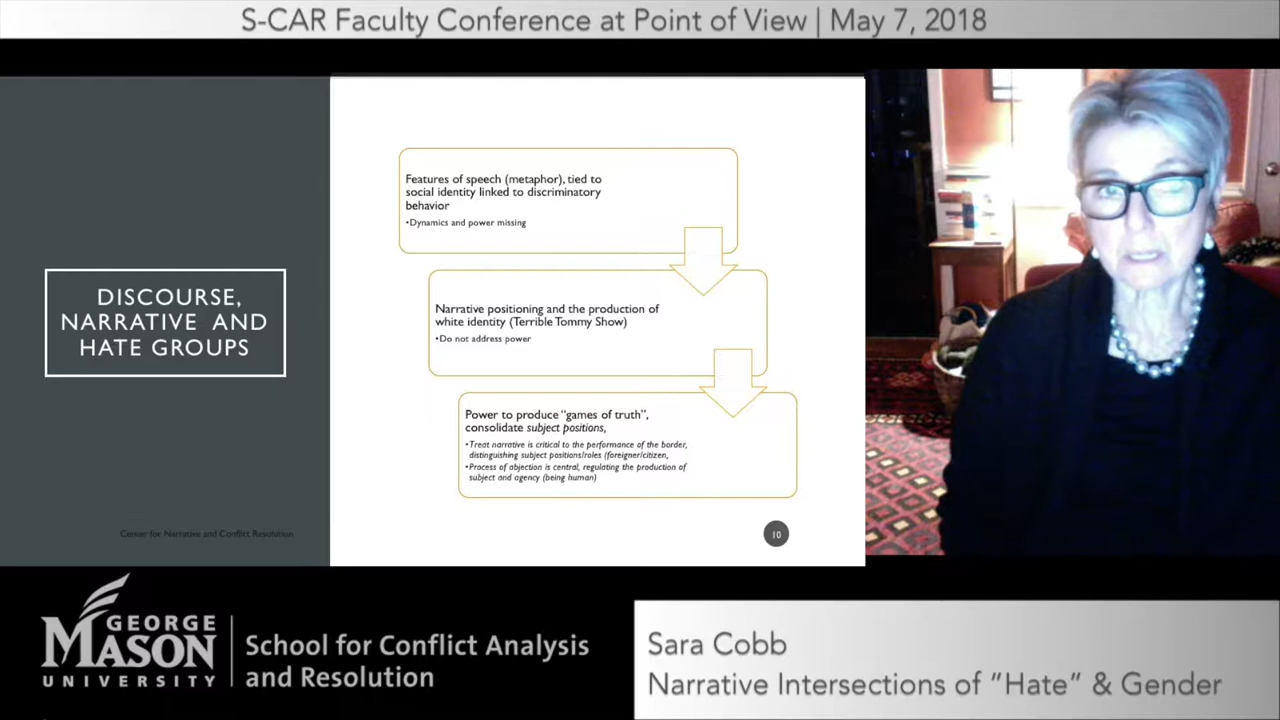 S-CAR Faculty Conference at Point of View | May 7, 2018
DISCOURSE,
NARRATIVE AND
HATE GROUPS
Center for Narrative and Conflict Resolution
Features of speech (metaphor), tied to
social identity linked to discriminatory
behavior
•Dynamics and power missing
Narrative positioning and the production of
white identity (Terrible Tommy Show)
•Do not address power
Power to produce “games of truth”,
consolidate subject positions,
•Treat narrative is critical to the performance of the border,
distinguishing subject positions/roles (foreigner/citizen,
•Process of abjection is central, regulating the production of
subject and agency (being human)
10
GEORGE
MASON
UNIVERSITY
School for Conflict Analysis
and Resolution
Sara Cobb
Narrative Intersections of “Hate” & Gender